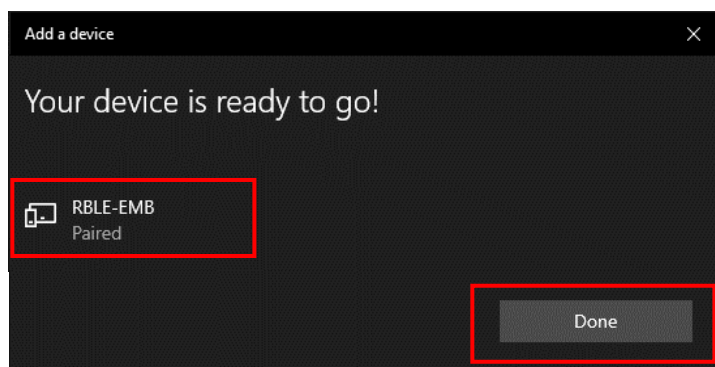 Add a device
Your device is ready to go!
RBLE-EMB
Paired
Done